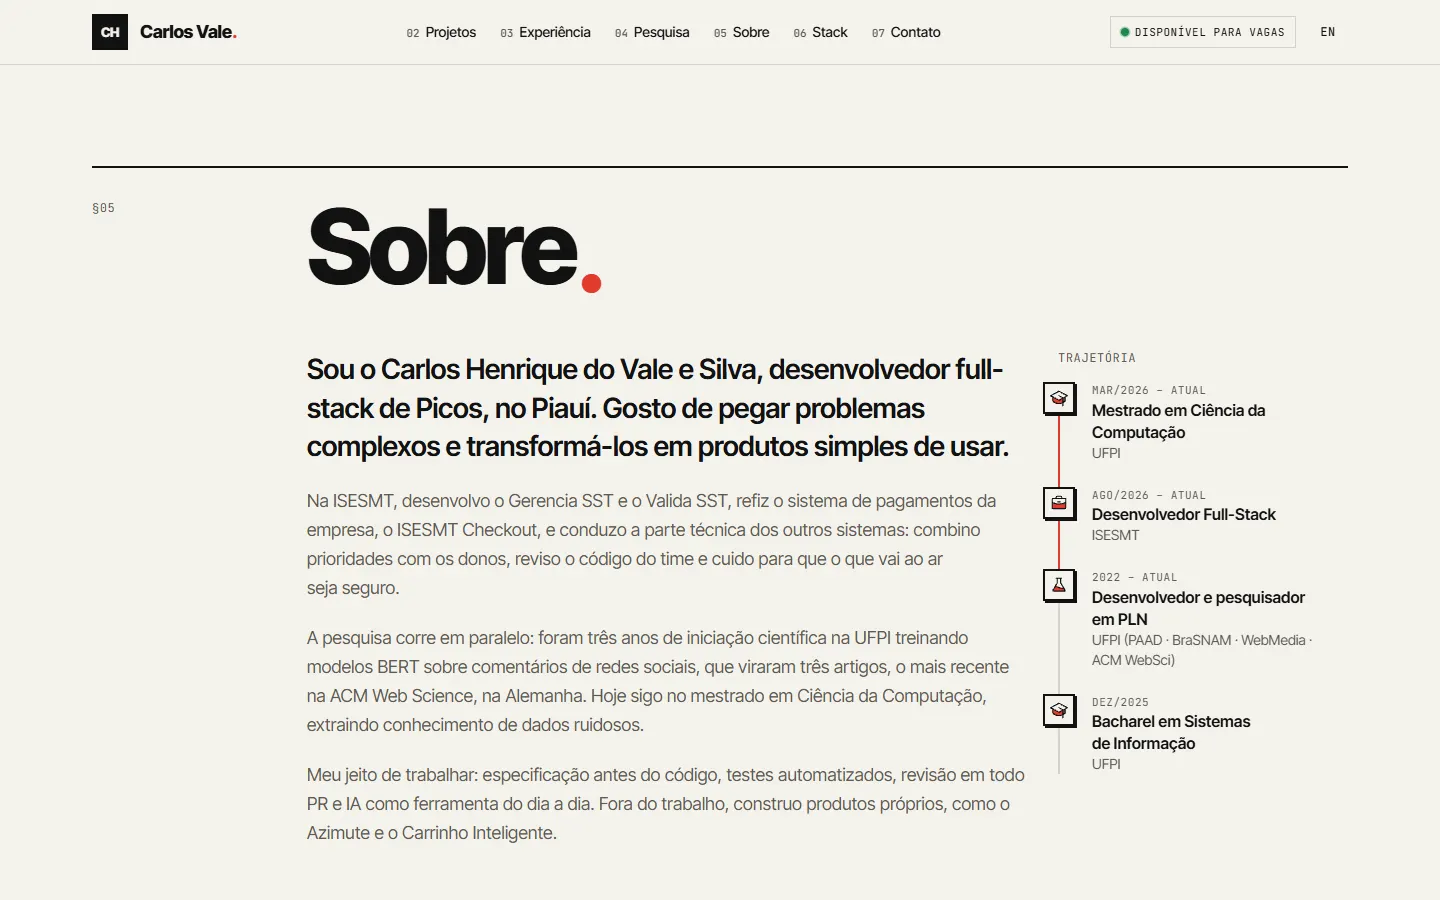 CH
Carlos Vale.
02 Projetos
03 Experiência
04 Pesquisa
05 Sobre
06 Stack
07 Contato
DISPONÍVEL PARA VAGAS
EN
§05
Sobre.
Sou o Carlos Henrique do Vale e Silva, desenvolvedor full-
stack de Picos, no Piauí. Gosto de pegar problemas
complexos e transformá-los em produtos simples de usar.
Na ISESMT, desenvolvo o Gerencia SST e o Valida SST, refiz o sistema de pagamentos da
empresa, o ISESMT Checkout, e conduzo a parte técnica dos outros sistemas: combino
prioridades com os donos, reviso o código do time e cuido para que o que vai ao ar
seja seguro.
A pesquisa corre em paralelo: foram três anos de iniciação científica na UFPI treinando
modelos BERT sobre comentários de redes sociais, que viraram três artigos, o mais recente
na ACM Web Science, na Alemanha. Hoje sigo no mestrado em Ciência da Computação,
extraindo conhecimento de dados ruidosos.
Meu jeito de trabalhar: especificação antes do código, testes automatizados, revisão em todo
PR e IA como ferramenta do dia a dia. Fora do trabalho, construo produtos próprios, como o
Azimute e o Carrinho Inteligente.
TRAJETÓRIA
MAR/2026 – ATUAL
Mestrado em Ciência da
Computação
UFPI
AGO/2026 – ATUAL
Desenvolvedor Full-Stack
ISESMT
2022 – ATUAL
Desenvolvedor e pesquisador
em PLN
UFPI (PAAD · BraSNAM · WebMedia ·
ACM WebSci)
DEZ/2025
Bacharel em Sistemas
de Informação
UFPI